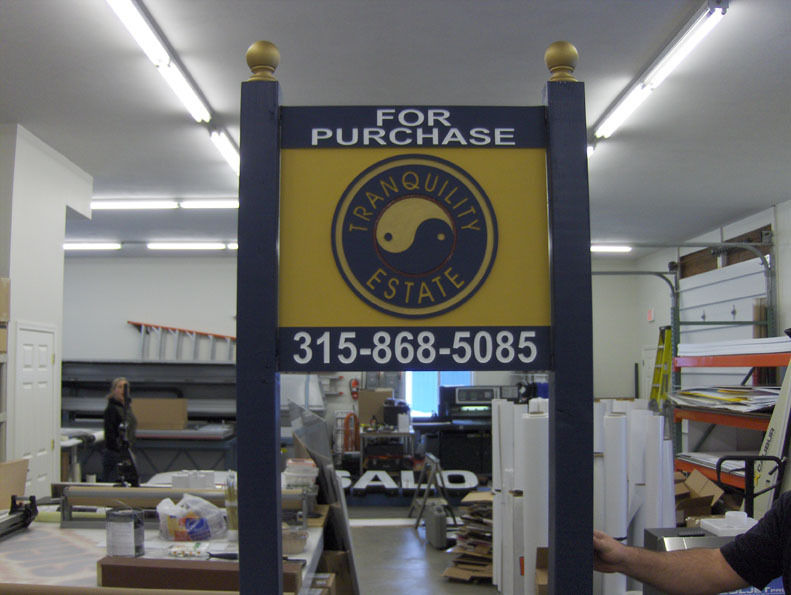 FOR
PURCHASE
TRANQUILITY
ESTATE
315-868-5085